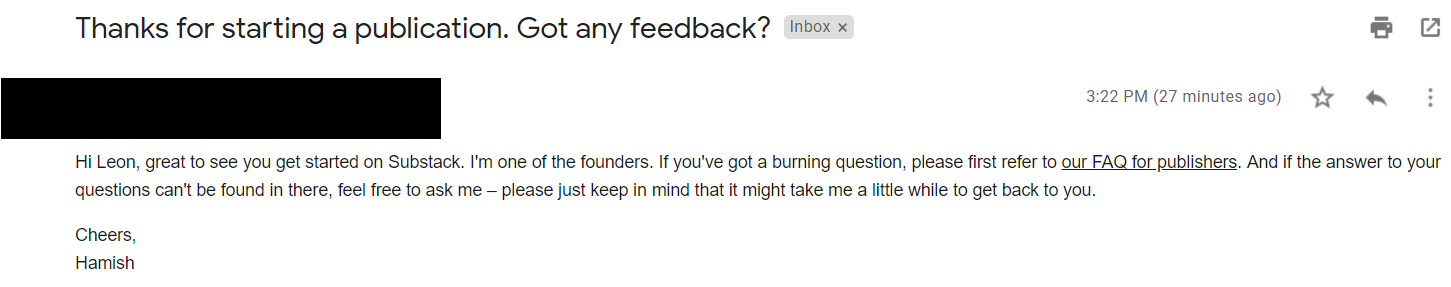 Thanks for starting a publication. Got any feedback? Inbox ×
3:22 PM (27 minutes ago)
Hi Leon, great to see you get started on Substack. I'm one of the founders. If you've got a burning question, please first refer to our FAQ for publishers. And if the answer to your
questions can't be found in there, feel free to ask me – please just keep in mind that it might take me a little while to get back to you.
Cheers,
Hamish